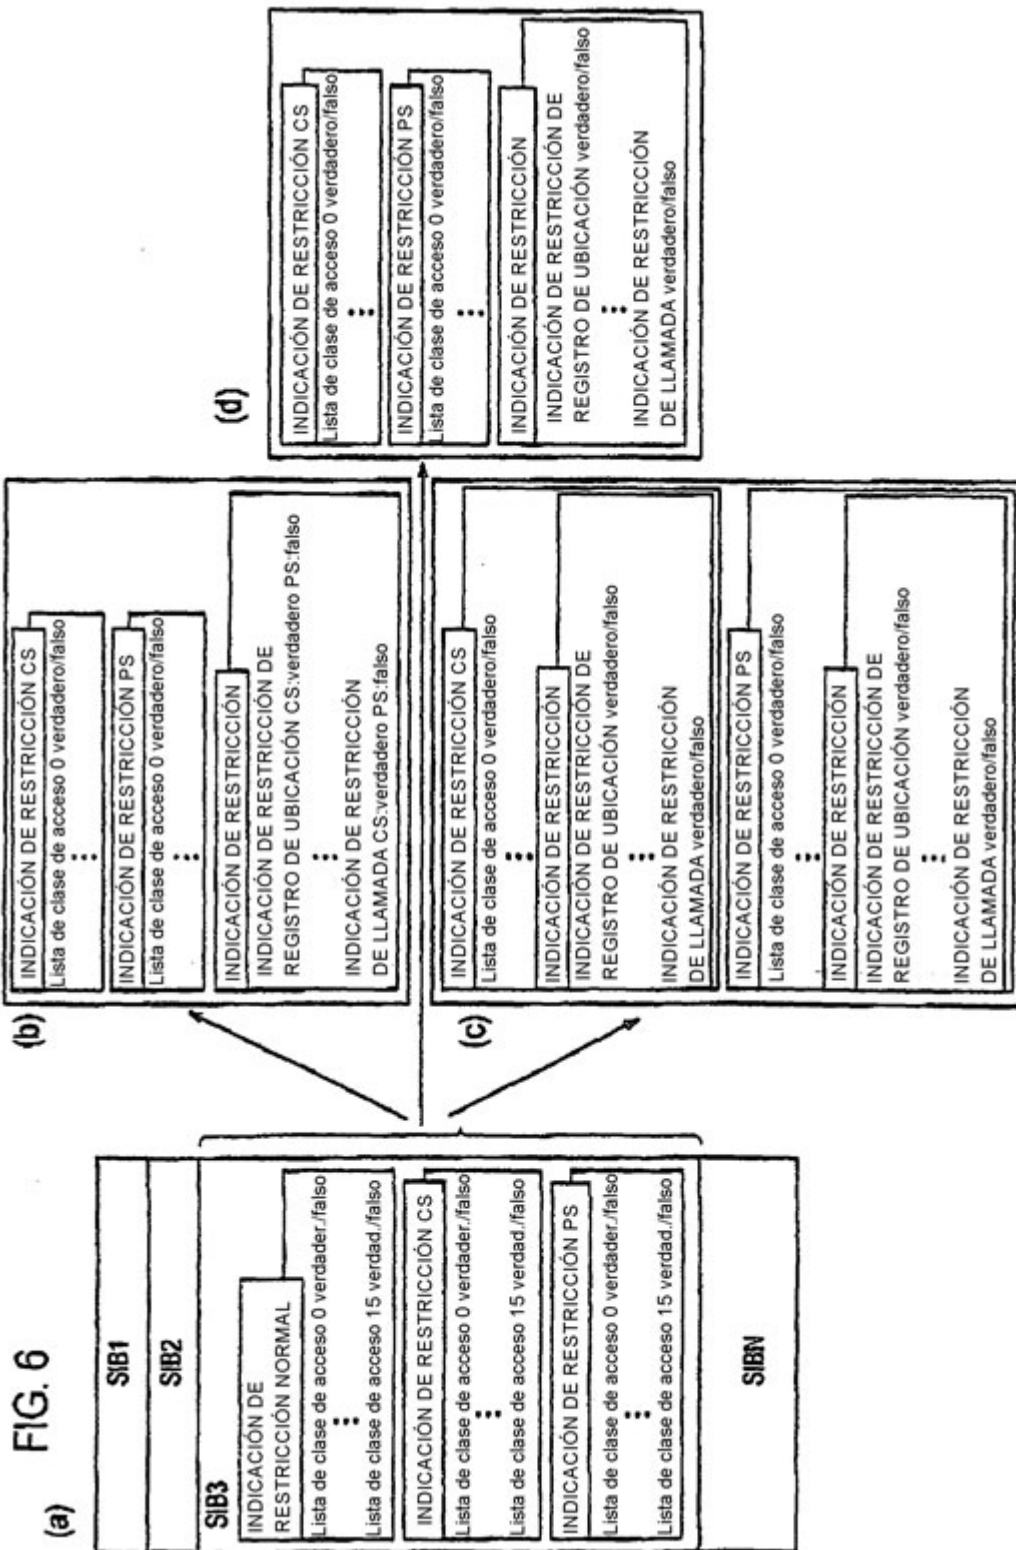 FIG. 6
(a)
SIB1
SIB2
SIB3
INDICACIÓN DE
RESTRICCIÓN NORMAL
Lista de clase de acceso 0 verdader./falso
⋮
Lista de clase de acceso 15 verdad./falso
INDICACIÓN DE RESTRICCIÓN CS
Lista de clase de acceso 0 verdader./falso
⋮
Lista de clase de acceso 15 verdad./falso
INDICACIÓN DE RESTRICCIÓN PS
Lista de clase de acceso 0 verdader./falso
⋮
Lista de clase de acceso 15 verdad./falso
SIBN
(b)
INDICACIÓN DE RESTRICCIÓN CS
Lista de clase de acceso 0 verdadero/falso
⋮
INDICACIÓN DE RESTRICCIÓN PS
Lista de clase de acceso 0 verdadero/falso
⋮
INDICACIÓN DE RESTRICCIÓN
INDICACIÓN DE RESTRICCIÓN DE
REGISTRO DE UBICACIÓN CS:verdadero PS:falso
⋮
INDICACIÓN DE RESTRICCIÓN
DE LLAMADA CS:verdadero PS:falso
(c)
INDICACIÓN DE RESTRICCIÓN CS
Lista de clase de acceso 0 verdadero/falso
⋮
INDICACIÓN DE RESTRICCIÓN
INDICACIÓN DE RESTRICCIÓN DE
REGISTRO DE UBICACIÓN verdadero/falso
⋮
INDICACIÓN DE RESTRICCIÓN
DE LLAMADA verdadero/falso
INDICACIÓN DE RESTRICCIÓN PS
Lista de clase de acceso 0 verdadero/falso
⋮
INDICACIÓN DE RESTRICCIÓN
INDICACIÓN DE RESTRICCIÓN DE
REGISTRO DE UBICACIÓN verdadero/falso
⋮
INDICACIÓN DE RESTRICCIÓN
DE LLAMADA verdadero/falso
(d)
INDICACIÓN DE RESTRICCIÓN CS
Lista de clase de acceso 0 verdadero/falso
⋮
INDICACIÓN DE RESTRICCIÓN PS
Lista de clase de acceso 0 verdadero/falso
⋮
INDICACIÓN DE RESTRICCIÓN
INDICACIÓN DE RESTRICCIÓN DE
REGISTRO DE UBICACIÓN verdadero/falso
⋮
INDICACIÓN DE RESTRICCIÓN
DE LLAMADA verdadero/falso